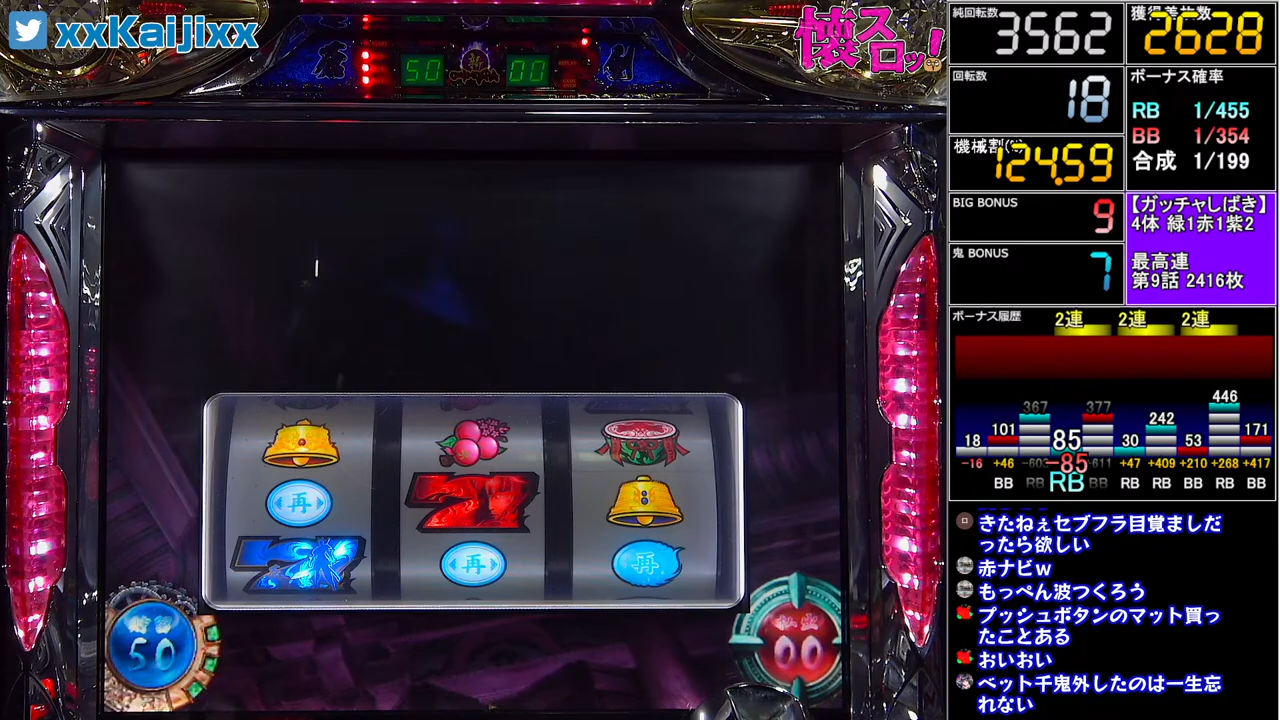 xxKaijixx
懐スロッ!
50
00
再
再
再
50
00
純回転数
3562
獲得差枚数
2628
回転数
18
ボーナス確率
RB 1/455
BB 1/354
合成 1/199
機械割(%)
124.59
BIG BONUS
9
鬼 BONUS
7
【ガッチャしばき】
4体 緑1赤1紫2
最高連
第9話 2416枚
ボーナス履歴
2連 2連 2連
18 101 367 85 377 30 242 53 446 171
-16 +46 -85 +47 +409 +210 +268 +417
BB RB RB BB RB RB BB RB BB
きたねぇセブフラ目覚ましだ
ったら欲しい
赤ナビw
もっぺん波つくろう
プッシュボタンのマット買っ
たことある
おいおい
ベット千鬼外したのは一生忘
れない